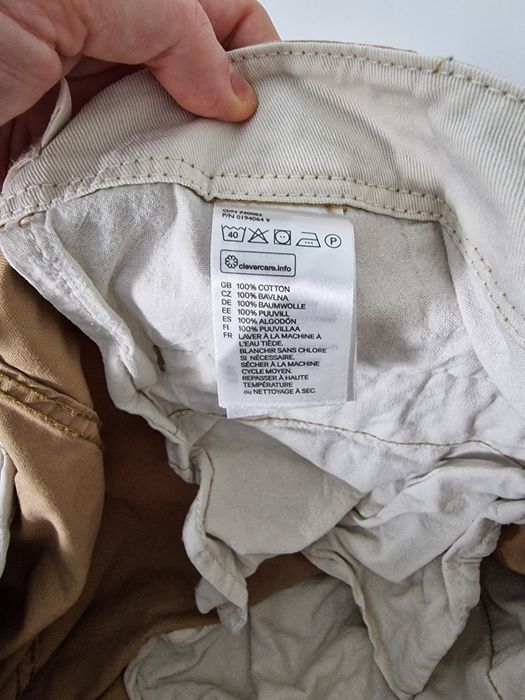 O/N 740082
P/N 0194064 9
40 P
clevercare.info
GB 100% COTTON
CZ 100% BAVLNA
DE 100% BAUMWOLLE
EE 100% PUUVILL
ES 100% ALGODÓN
FI 100% PUUVILLAA
FR LAVER À LA MACHINE À
L'EAU TIÈDE.
BLANCHIR SANS CHLORE
SI NÉCESSAIRE.
SÉCHER À LA MACHINE
CYCLE MOYEN.
REPASSER À HAUTE
TEMPÉRATURE
OU NETTOYAGE À SEC.